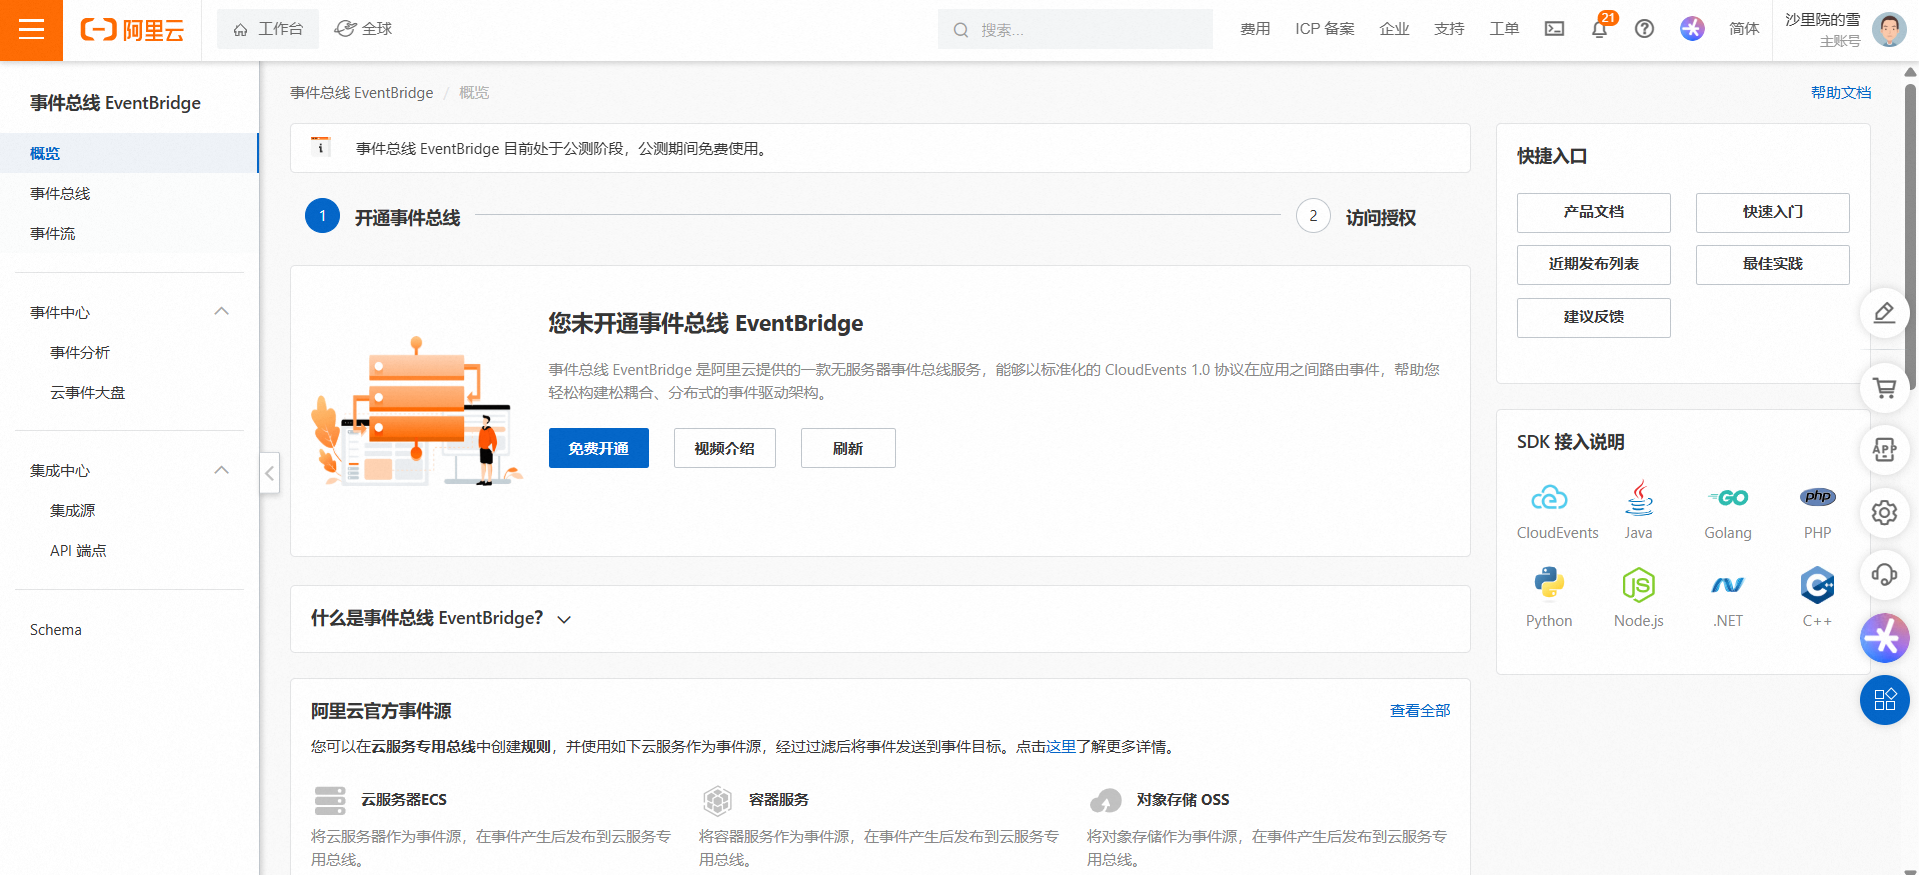 阿里云
工作台
全球
搜索...
费用
ICP 备案
企业
支持
工单
21
简体
沙里院的雪
主账号
事件总线 EventBridge
概览
事件总线
事件流
事件中心
事件分析
云事件大盘
集成中心
集成源
API 端点
Schema
事件总线 EventBridge / 概览
帮助文档
事件总线 EventBridge 目前处于公测阶段，公测期间免费使用。
1 开通事件总线
2 访问授权
您未开通事件总线 EventBridge
事件总线 EventBridge 是阿里云提供的一款无服务器事件总线服务，能够以标准化的 CloudEvents 1.0 协议在应用之间路由事件，帮助您
轻松构建松耦合、分布式的事件驱动架构。
免费开通
视频介绍
刷新
什么是事件总线 EventBridge？
阿里云官方事件源
查看全部
您可以在云服务专用总线中创建规则，并使用如下云服务作为事件源，经过过滤后将事件发送到事件目标。点击这里了解更多详情。
云服务器ECS
将云服务器作为事件源，在事件产生后发布到云服务专
用总线。
容器服务
将容器服务作为事件源，在事件产生后发布到云服务专
用总线。
对象存储 OSS
将对象存储作为事件源，在事件产生后发布到云服务专
用总线。
快捷入口
产品文档
快速入门
近期发布列表
最佳实践
建议反馈
SDK 接入说明
CloudEvents
Java
GO
Golang
php
PHP
Python
JS
Node.js
.NET
C++
APP